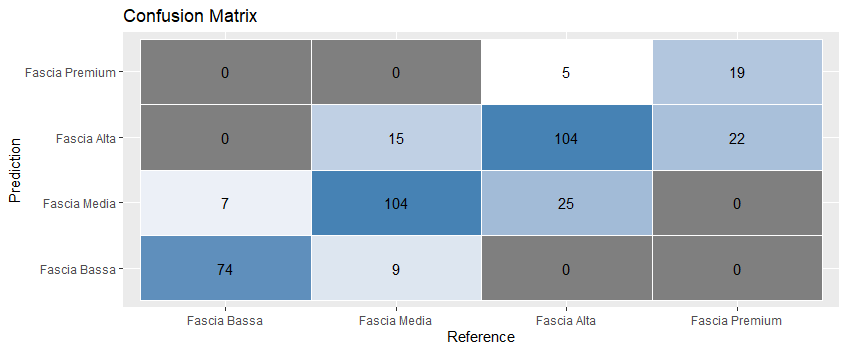 Confusion Matrix
Prediction
Fascia Premium 0 0 5 19
Fascia Alta 0 15 104 22
Fascia Media 7 104 25 0
Fascia Bassa 74 9 0 0
Fascia Bassa Fascia Media Fascia Alta Fascia Premium
Reference